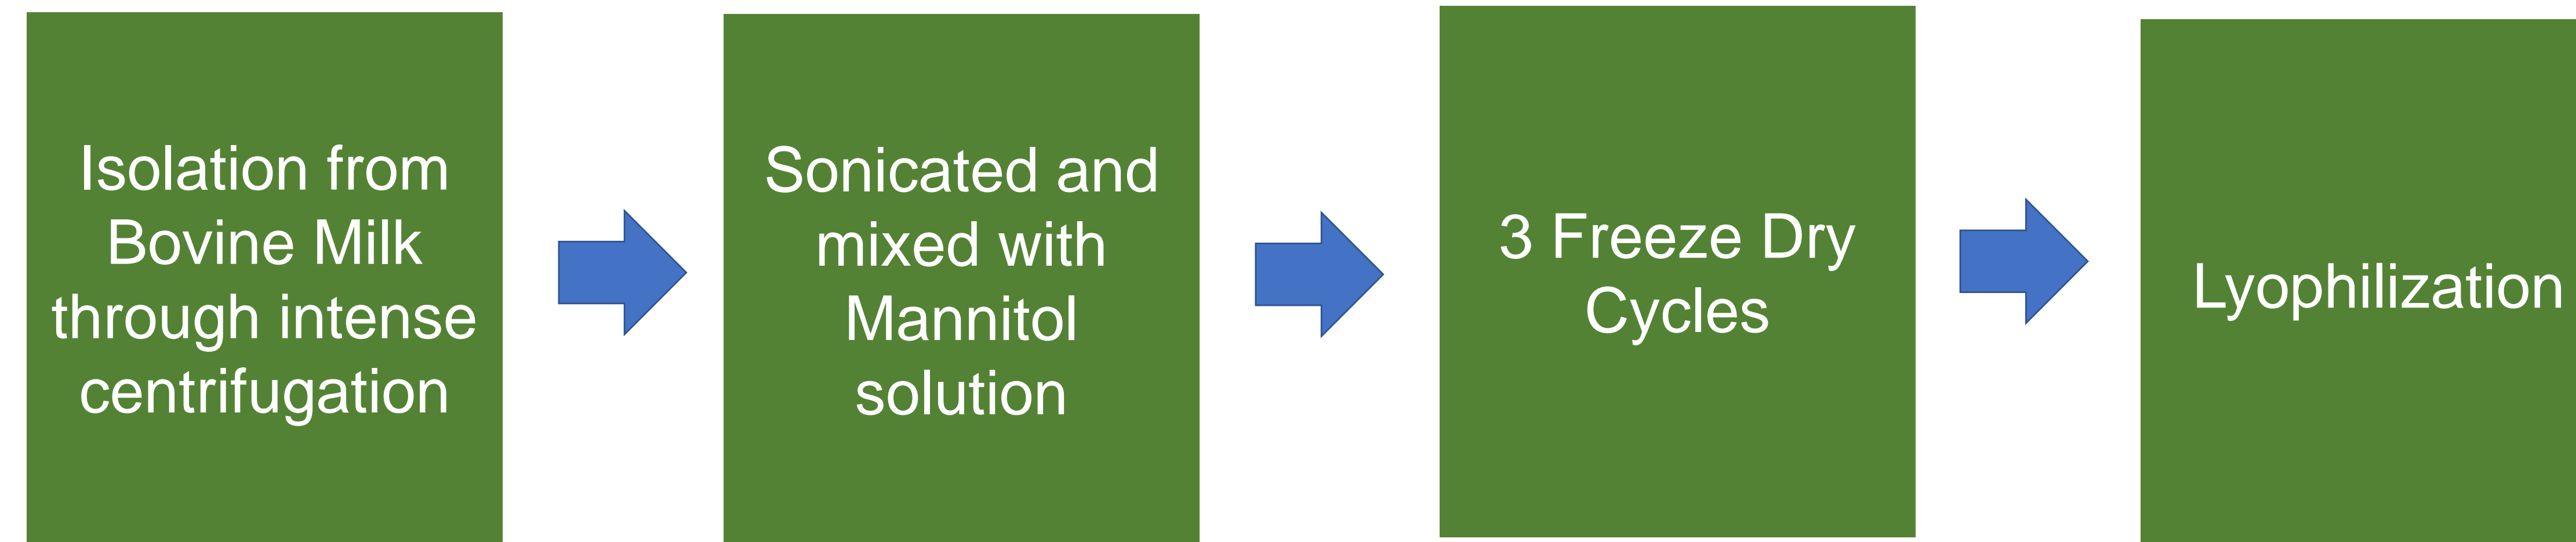 Isolation from
Bovine Milk
through intense
centrifugation
Sonicated and
mixed with
Mannitol
solution
3 Freeze Dry
Cycles
Lyophilization